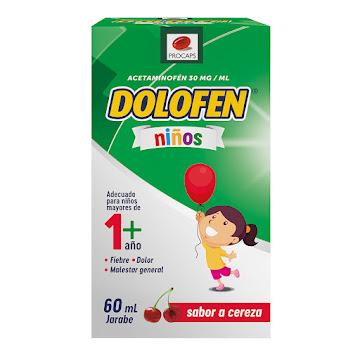 PROCAPS
ACETAMINOFÉN 30 MG / ML
DOLOFEN®
niños
Adecuado
para niños
mayores de
1+
año
• Fiebre • Dolor
• Malestar general
60 mL
Jarabe
sabor a cereza